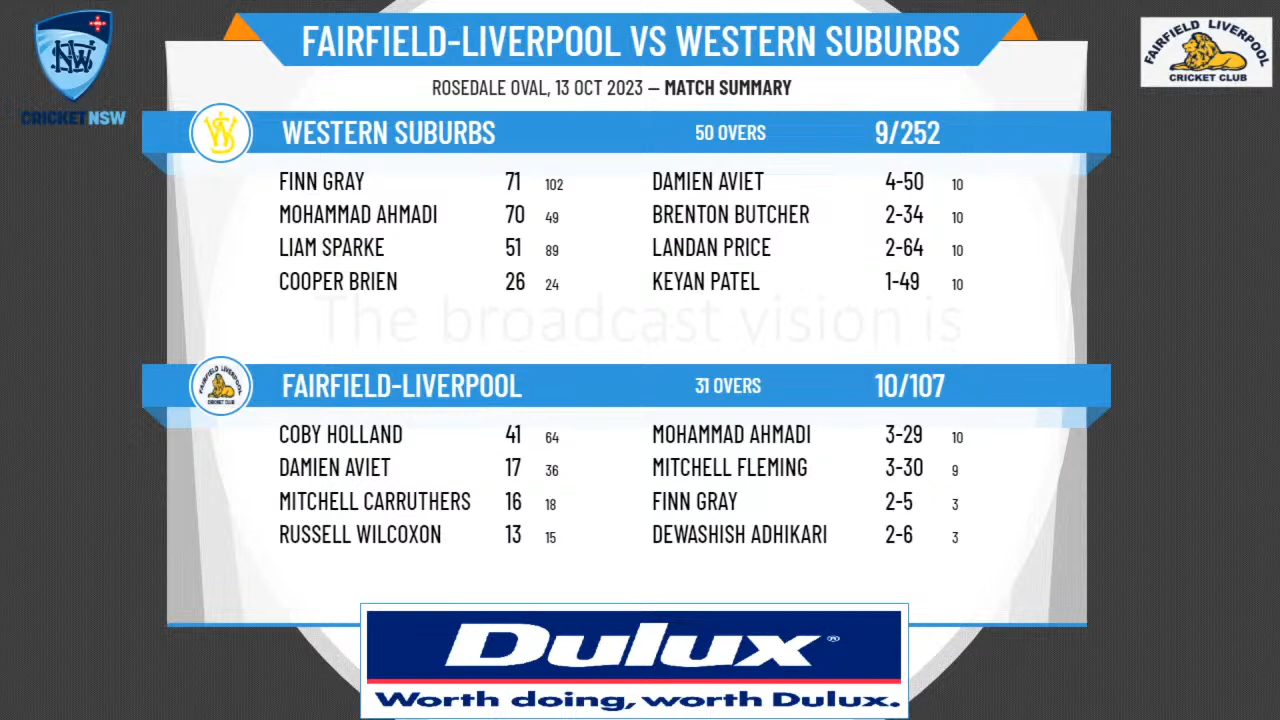 FAIRFIELD-LIVERPOOL VS WESTERN SUBURBS
NSW
CRICKET NSW
FAIRFIELD LIVERPOOL
CRICKET CLUB
ROSEDALE OVAL, 13 OCT 2023 – MATCH SUMMARY
WESTERN SUBURBS 50 OVERS 9/252
FINN GRAY 71 102 DAMIEN AVIET 4-50 10
MOHAMMAD AHMADI 70 49 BRENTON BUTCHER 2-34 10
LIAM SPARKE 51 89 LANDAN PRICE 2-64 10
COOPER BRIEN 26 24 KEYAN PATEL 1-49 10
The broadcast vision is
FAIRFIELD-LIVERPOOL 31 OVERS 10/107
COBY HOLLAND 41 64 MOHAMMAD AHMADI 3-29 10
DAMIEN AVIET 17 36 MITCHELL FLEMING 3-30 9
MITCHELL CARRUTHERS 16 18 FINN GRAY 2-5 3
RUSSELL WILCOXON 13 15 DEWASHISH ADHIKARI 2-6 3
Dulux®
Worth doing, worth Dulux.